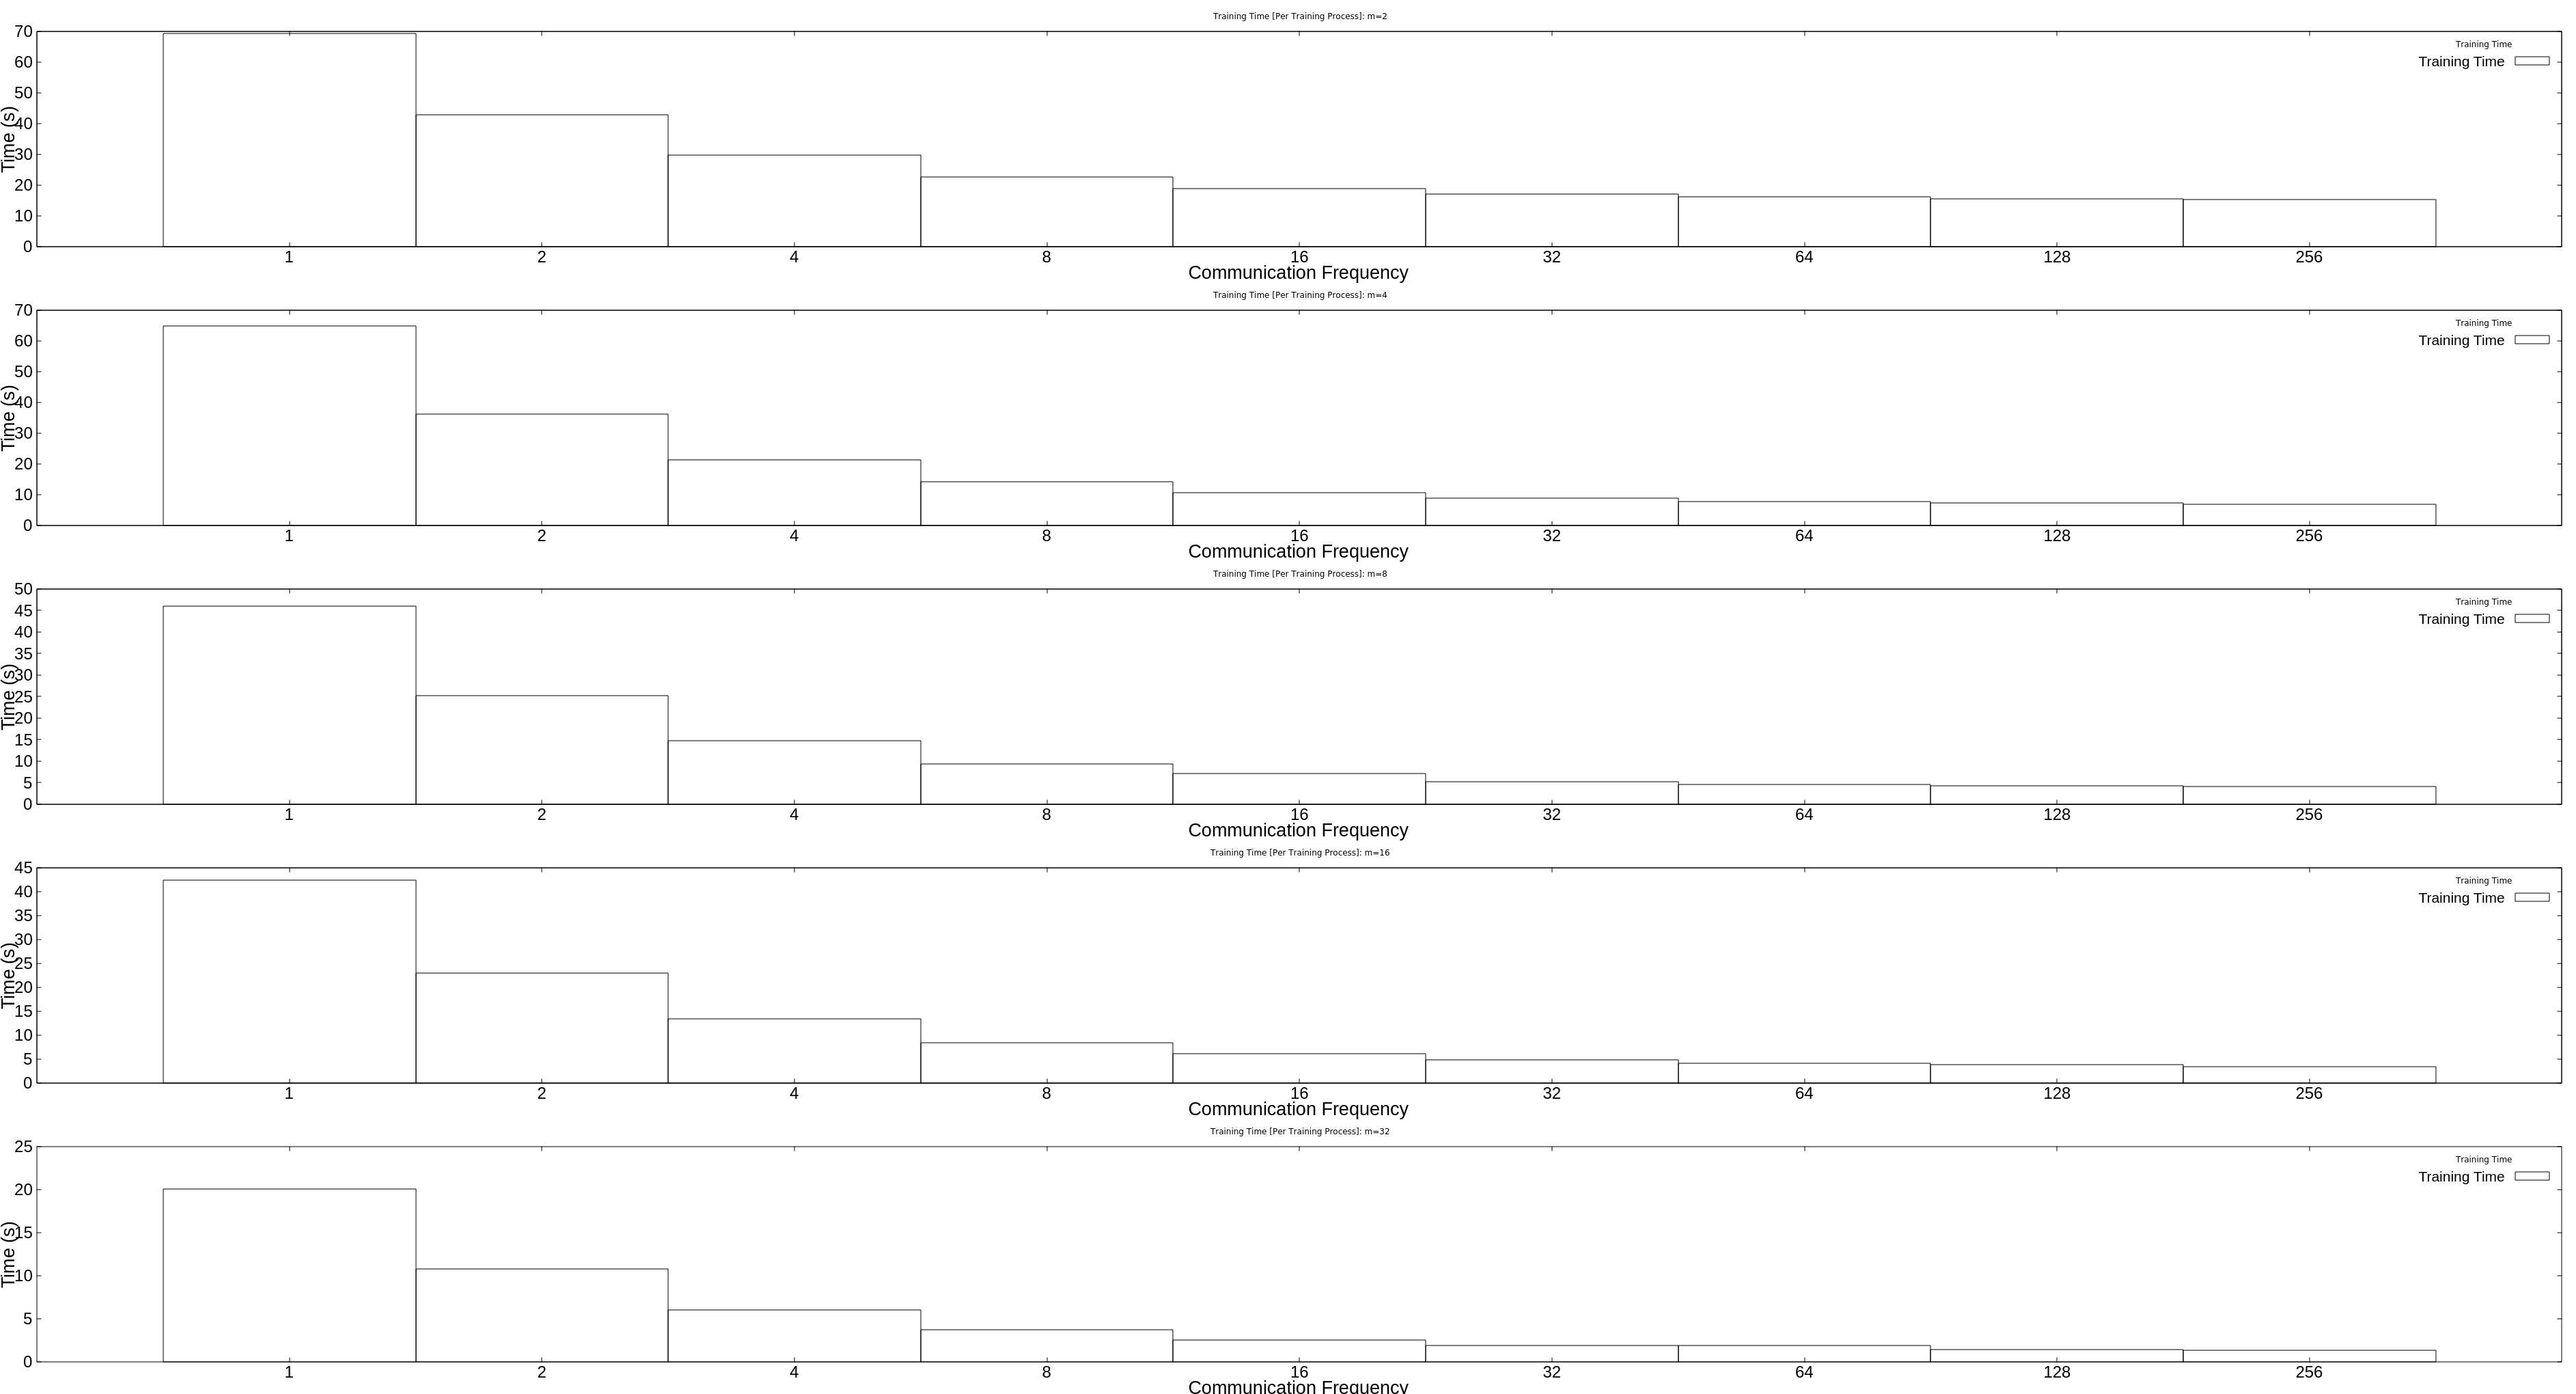 Training Time [Per Training Process]: m=2
Training Time
Training Time
Time (s)
70
60
50
40
30
20
10
0
1 2 4 8 16 32 64 128 256
Communication Frequency
Training Time [Per Training Process]: m=4
Training Time
Training Time
Time (s)
70
60
50
40
30
20
10
0
1 2 4 8 16 32 64 128 256
Communication Frequency
Training Time [Per Training Process]: m=8
Training Time
Training Time
Time (s)
50
45
40
35
30
25
20
15
10
5
0
1 2 4 8 16 32 64 128 256
Communication Frequency
Training Time [Per Training Process]: m=16
Training Time
Training Time
Time (s)
45
40
35
30
25
20
15
10
5
0
1 2 4 8 16 32 64 128 256
Communication Frequency
Training Time [Per Training Process]: m=32
Training Time
Training Time
Time (s)
25
20
15
10
5
0
1 2 4 8 16 32 64 128 256
Communication Frequency